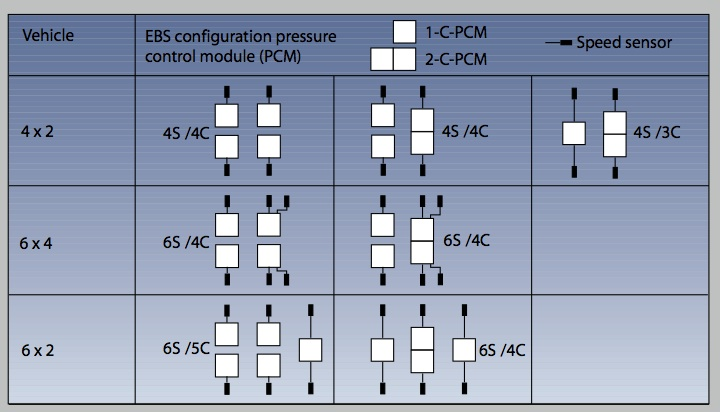 Vehicle
EBS configuration pressure
control module (PCM)
1-C-PCM
2-C-PCM
Speed sensor
4 x 2
4S /4C
4S /4C
4S /3C
6 x 4
6S /4C
6S /4C
6 x 2
6S /5C
6S /4C